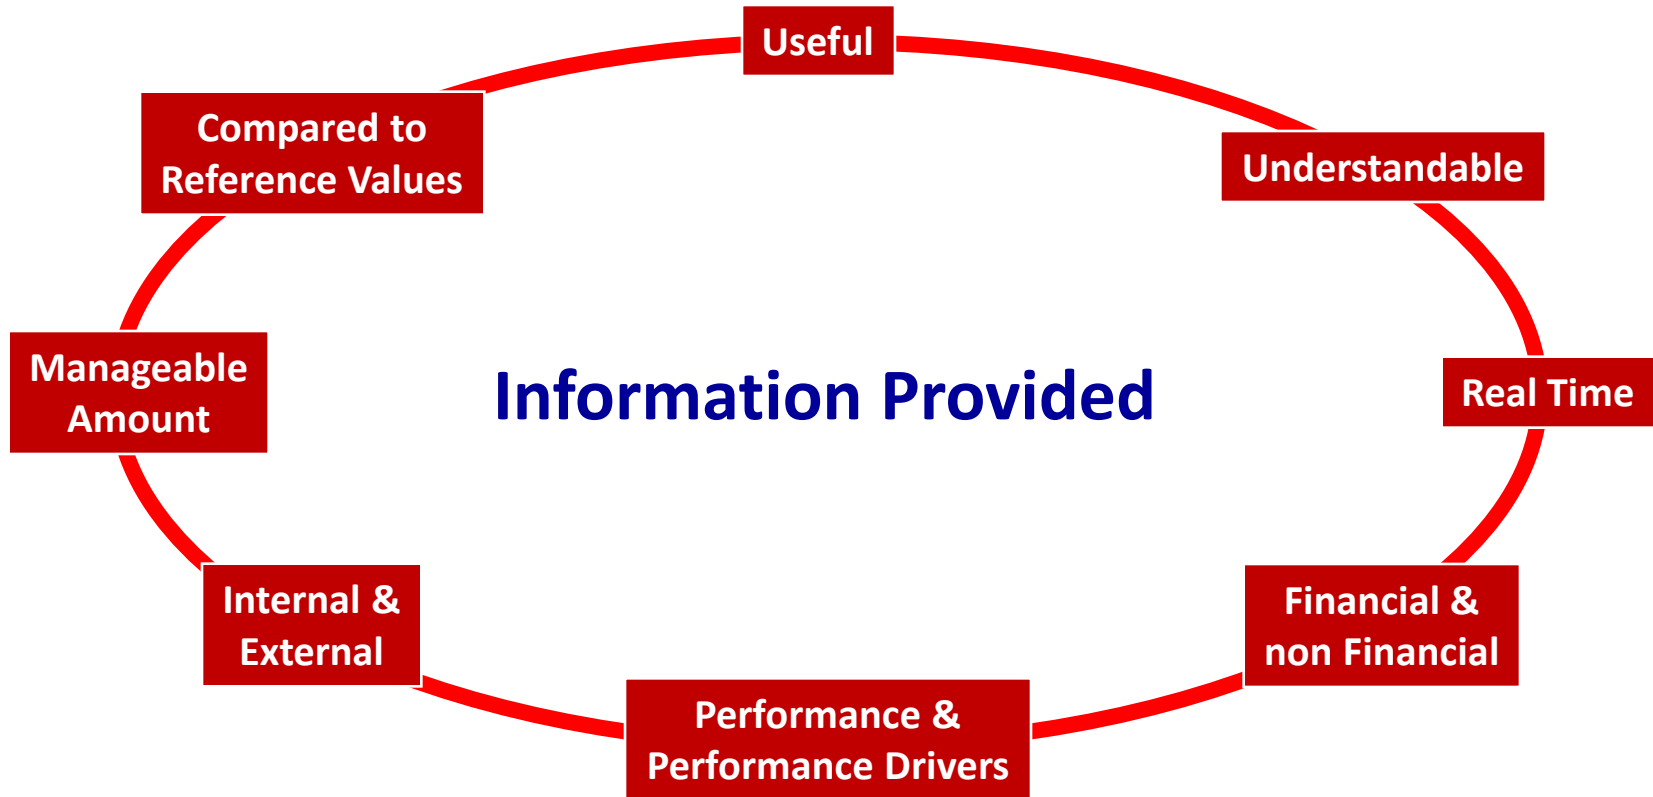 Useful
Compared to
Reference Values
Understandable
Manageable
Amount
Information Provided
Real Time
Internal &
External
Financial &
non Financial
Performance &
Performance Drivers